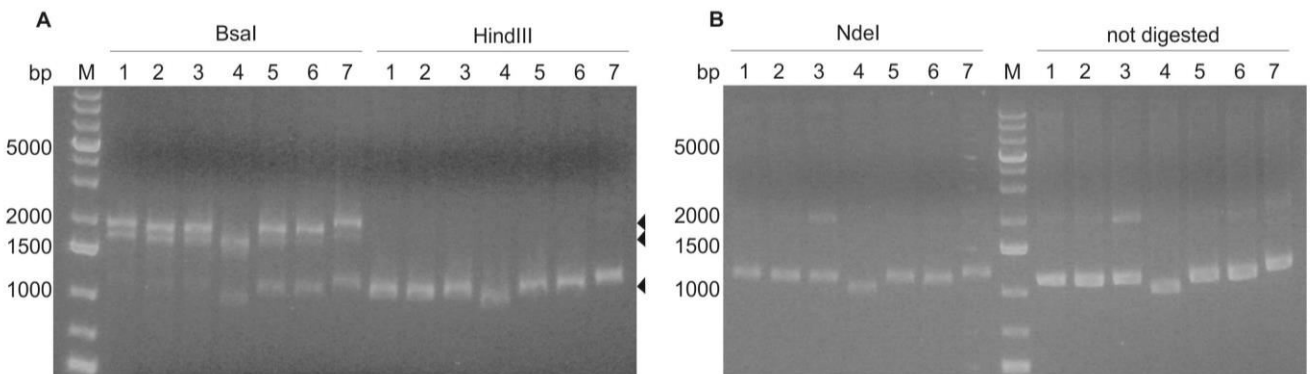 A
BsaI HindIII
bp M 1 2 3 4 5 6 7 1 2 3 4 5 6 7
5000
2000
1500
1000
B
NdeI not digested
bp 1 2 3 4 5 6 7 M 1 2 3 4 5 6 7
5000
2000
1500
1000